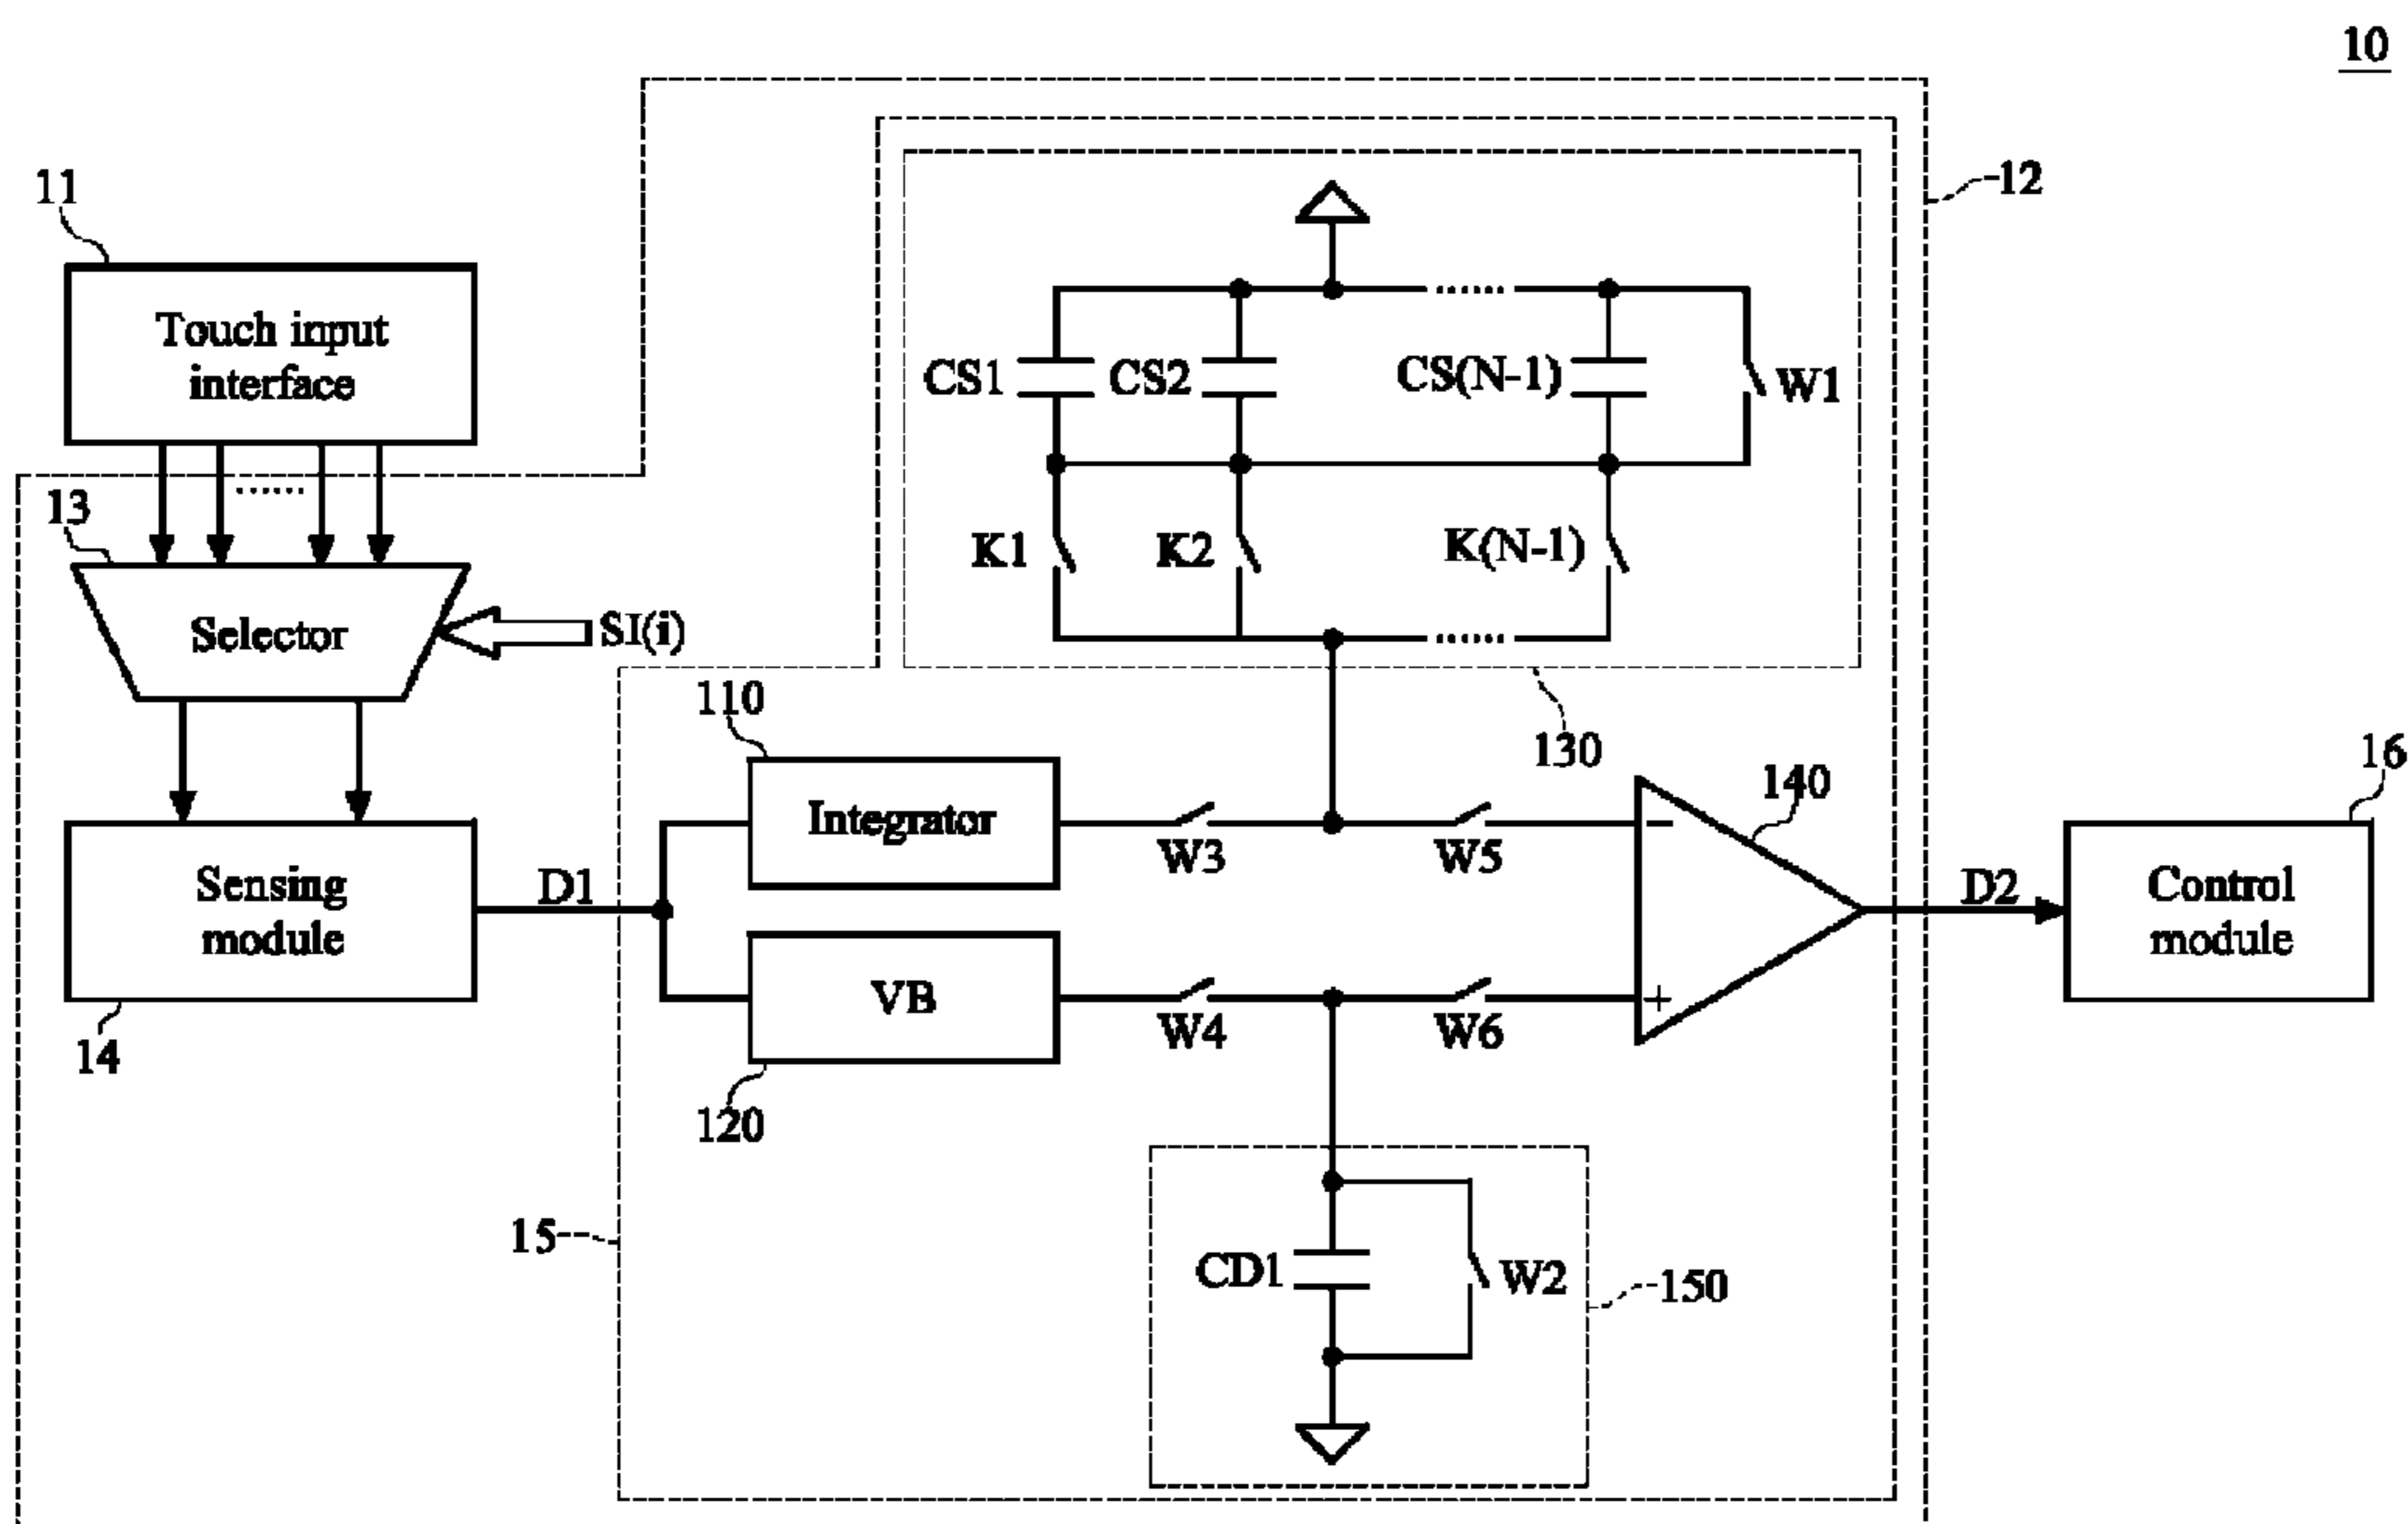 10
12
11
Touch input
interface
......
CS1
CS2
CS(N-1)
W1
13
K1
K2
K(N-1)
......
Selector
SI(i)
110
130
16
Integrator
W3
W5
140
Sensing
module
D1
D2
Control
module
VB
W4
W6
14
120
15
CD1
W2
150